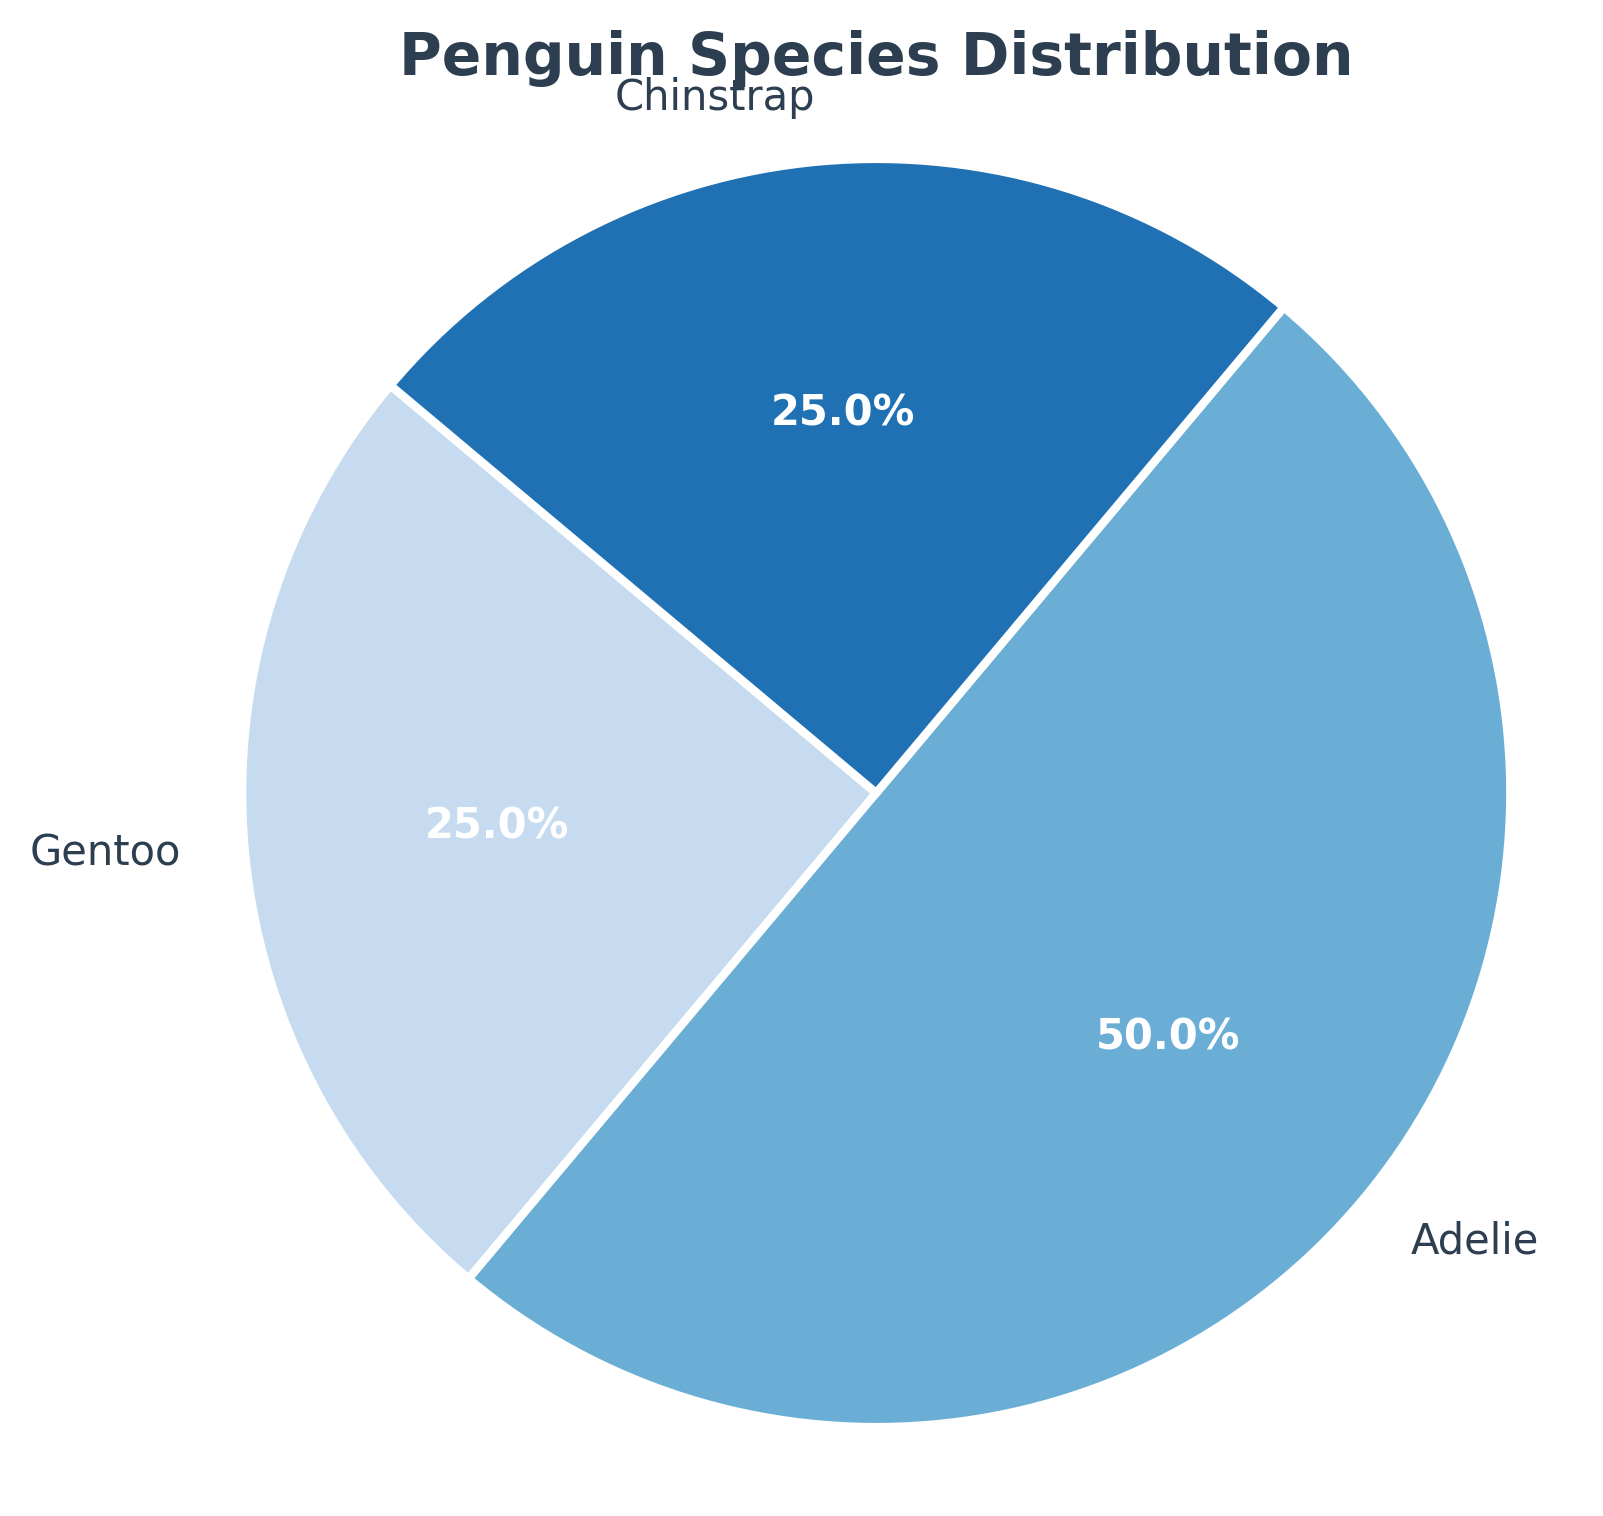 Penguin Species Distribution
Chinstrap
25.0%
25.0%
Gentoo
50.0%
Adelie